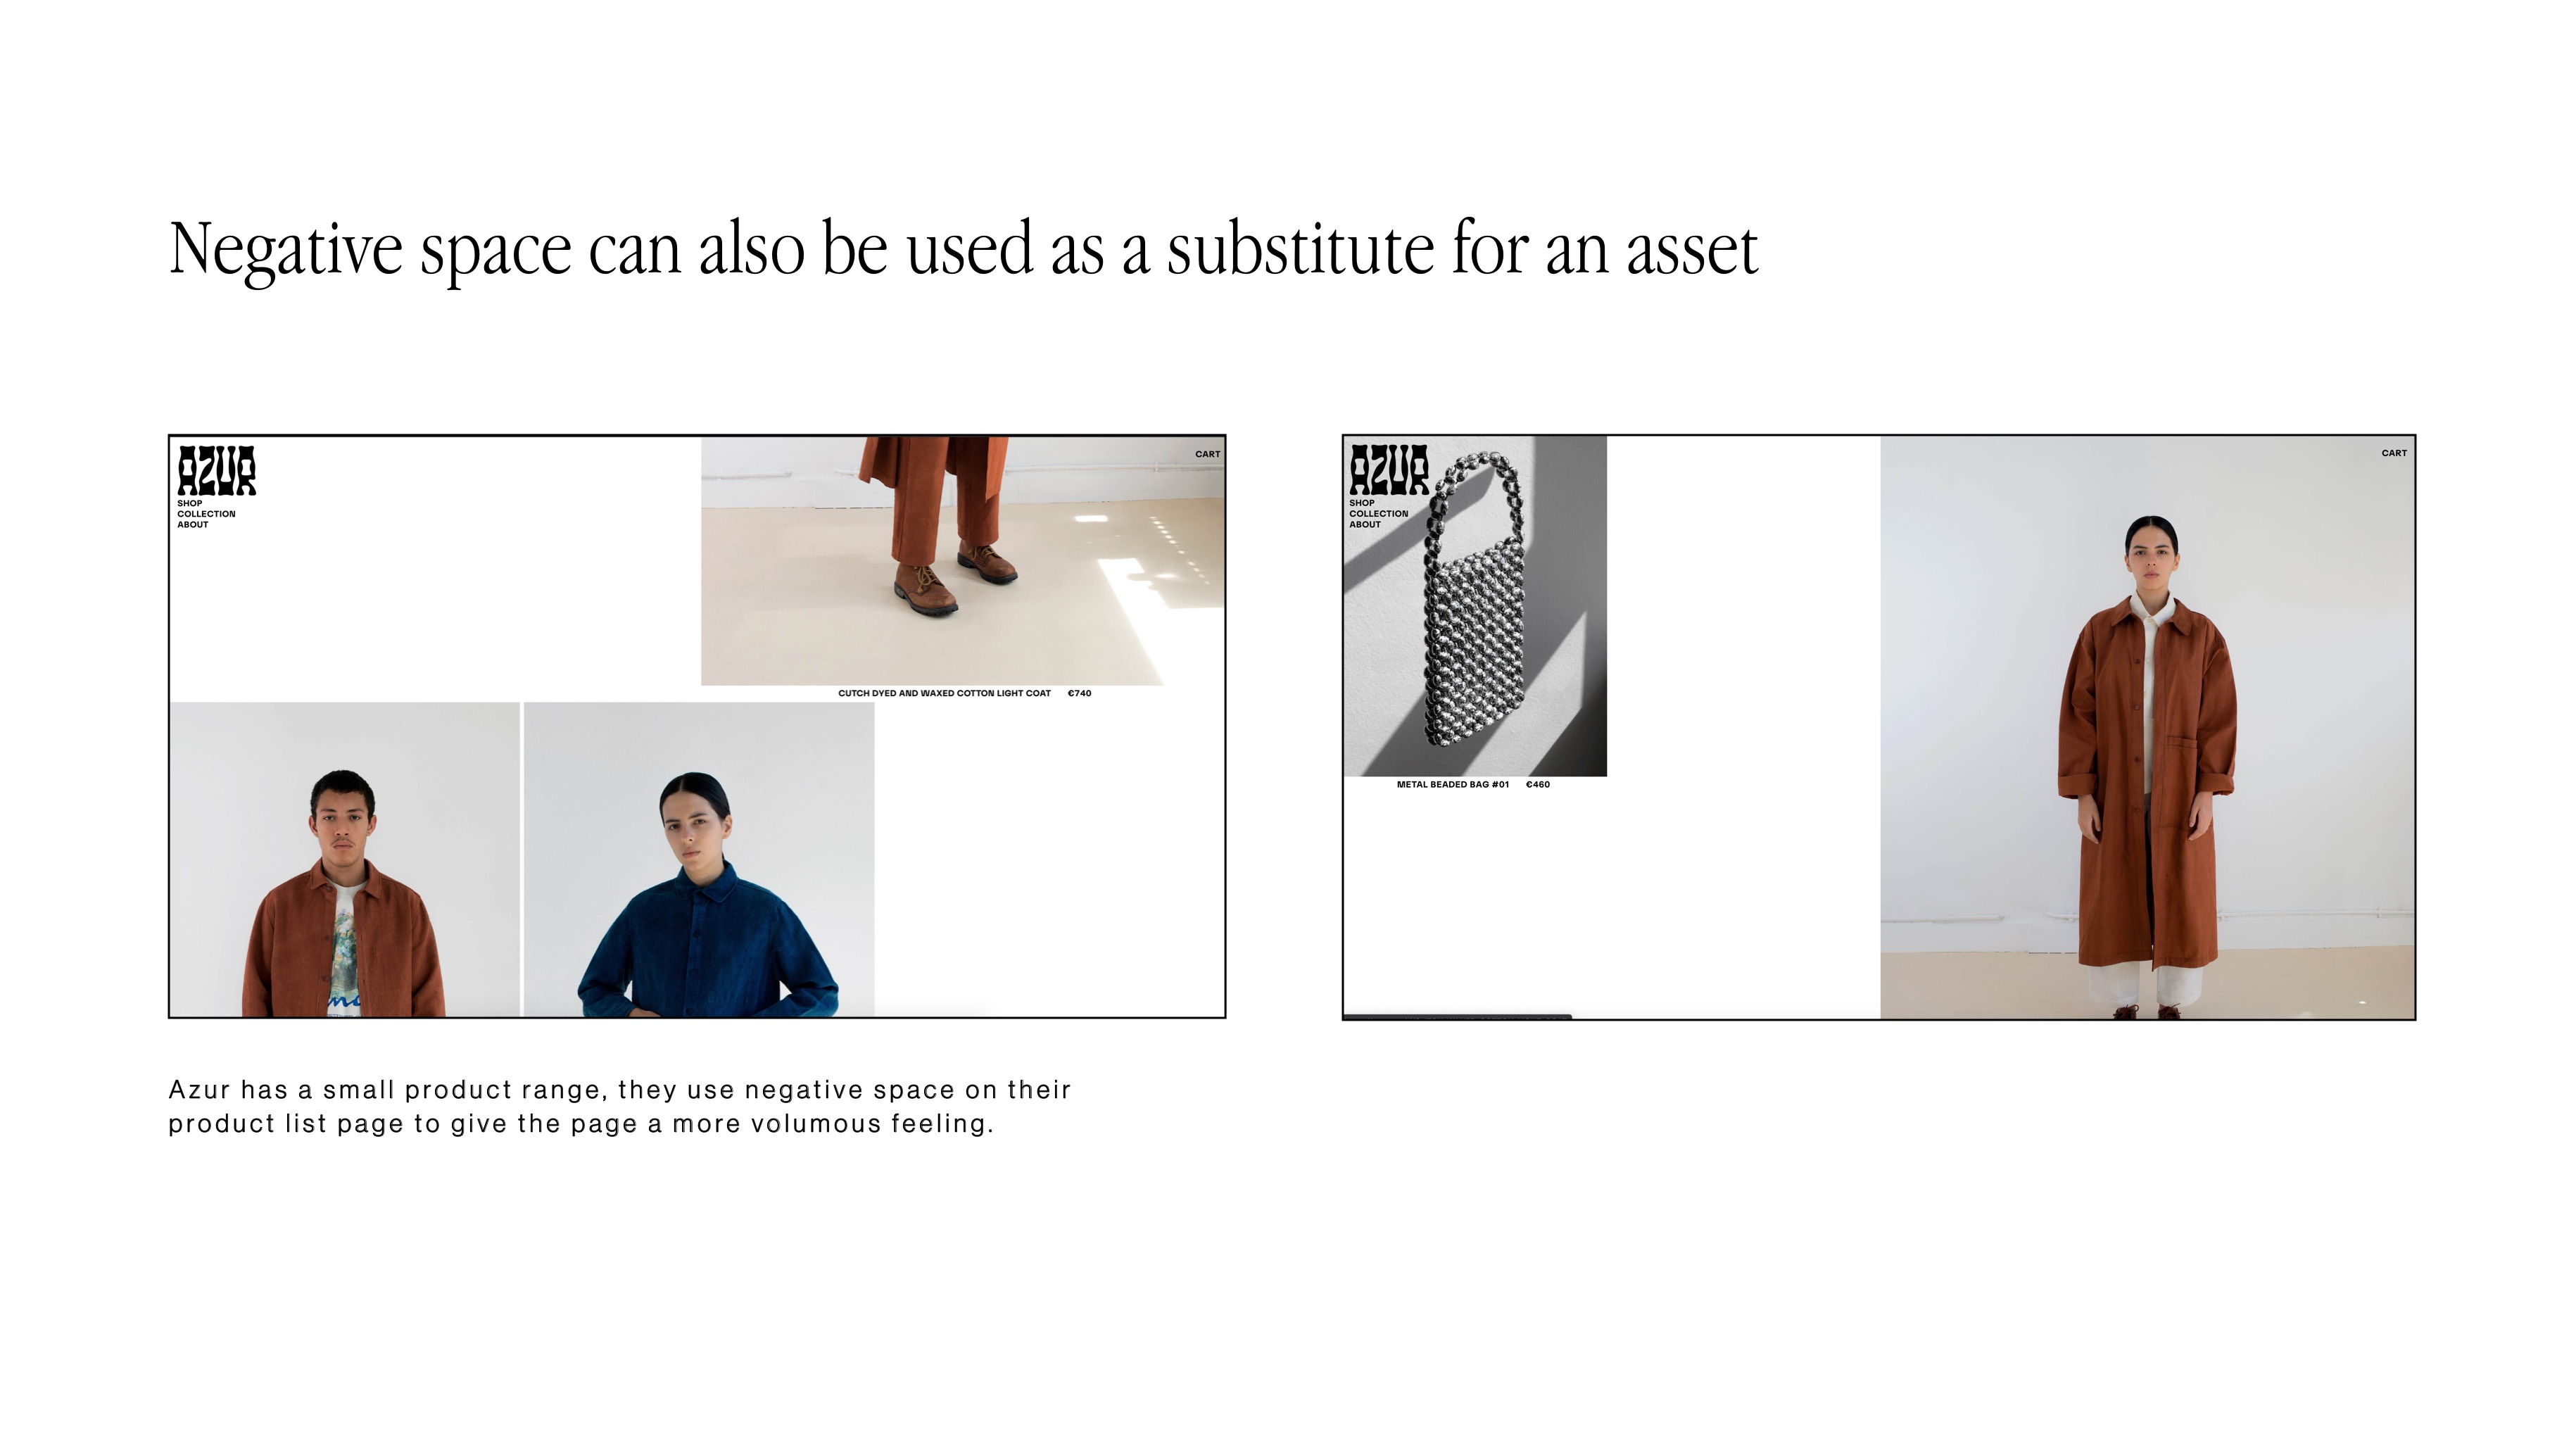 Negative space can also be used as a substitute for an asset
AZUR
SHOP
COLLECTION
ABOUT
CART
CUTCH DYED AND WAXED COTTON LIGHT COAT €740
AZUR
SHOP
COLLECTION
ABOUT
CART
METAL BEADED BAG #01 €460
Azur has a small product range, they use negative space on their
product list page to give the page a more volumous feeling.